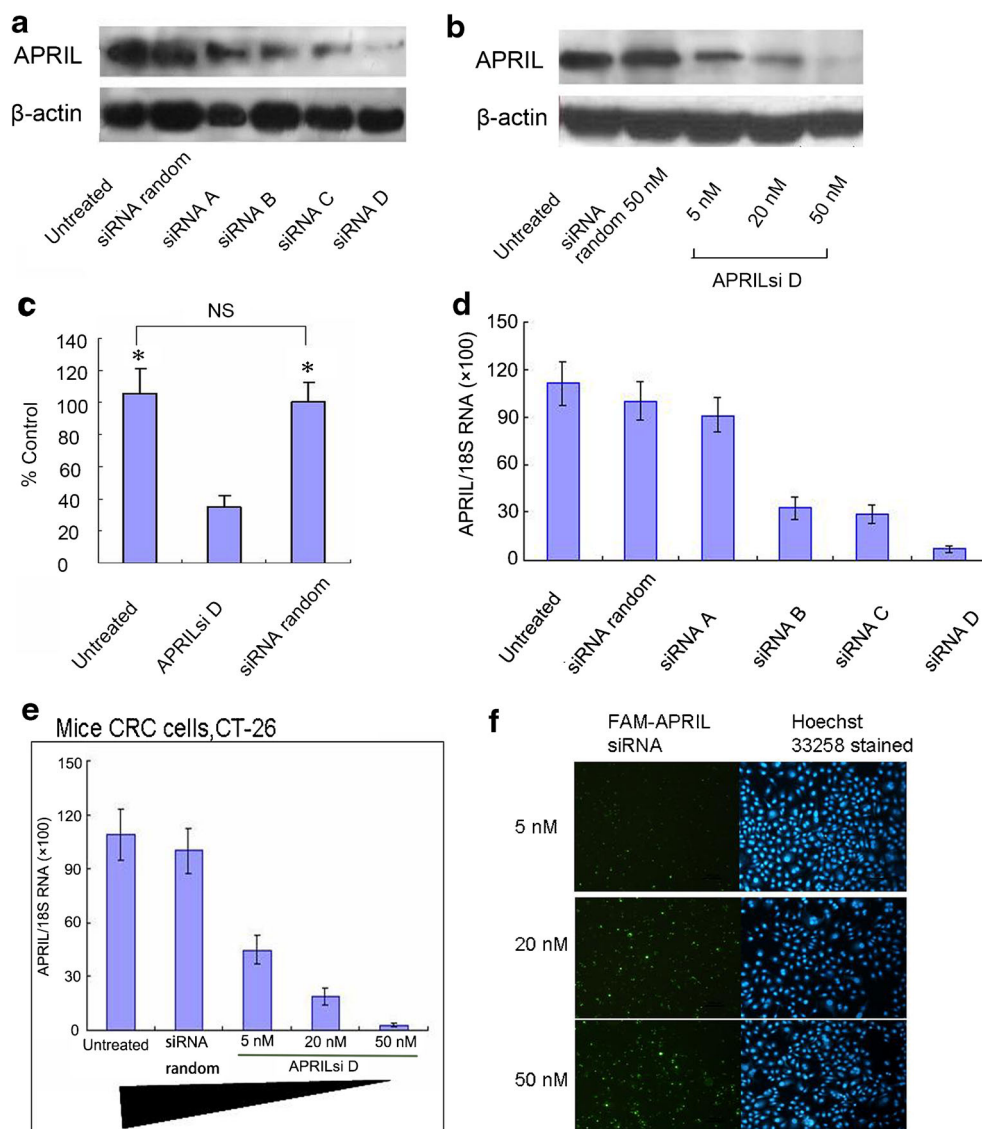 a
APRIL
β-actin
Untreated
siRNA random
siRNA A
siRNA B
siRNA C
siRNA D
b
APRIL
β-actin
Untreated
siRNA
random 50 nM
5 nM
20 nM
50 nM
APRILsi D
c
NS
140
120
100
80
60
40
20
0
% Control
*
*
Untreated
APRILsi D
siRNA random
d
150
120
90
60
30
0
APRIL/18S RNA (×100)
Untreated
siRNA random
siRNA A
siRNA B
siRNA C
siRNA D
e
Mice CRC cells,CT-26
150
120
90
60
30
0
APRIL/18S RNA (×100)
Untreated
siRNA
random
5 nM
20 nM
50 nM
APRILsi D
f
FAM-APRIL
siRNA
Hoechst
33258 stained
5 nM
20 nM
50 nM